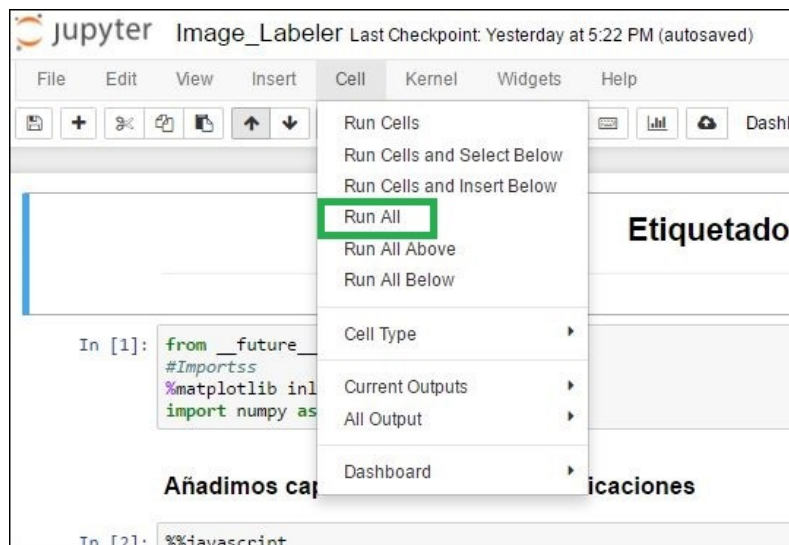 jupyter Image_Labeler Last Checkpoint: Yesterday at 5:22 PM (autosaved)
File Edit View Insert Cell Kernel Widgets Help
Run Cells
Run Cells and Select Below
Run Cells and Insert Below
Run All
Run All Above
Run All Below
Cell Type
Current Outputs
All Output
Dashboard
Etiquetado
In [1]: from __future__
#Importss
%matplotlib inl
import numpy as
Añadimos cap icaciones
In [2]: %%javascript